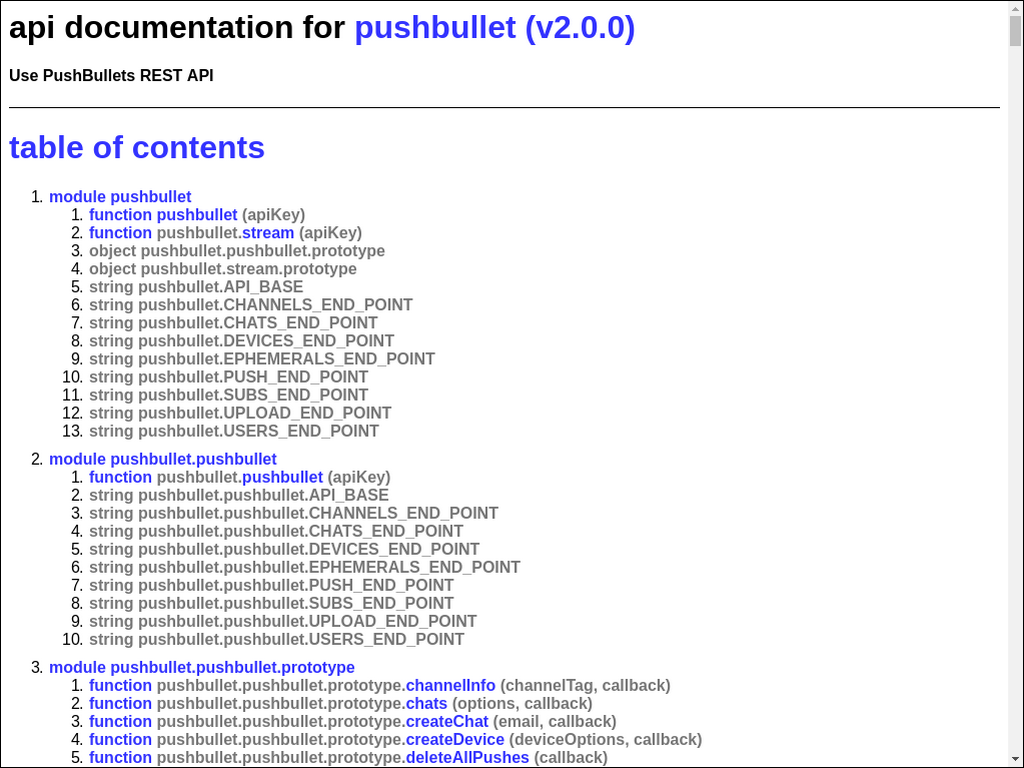 api documentation for pushbullet (v2.0.0)
Use PushBullets REST API
table of contents
1. module pushbullet
1. function pushbullet (apiKey)
2. function pushbullet.stream (apiKey)
3. object pushbullet.pushbullet.prototype
4. object pushbullet.stream.prototype
5. string pushbullet.API_BASE
6. string pushbullet.CHANNELS_END_POINT
7. string pushbullet.CHATS_END_POINT
8. string pushbullet.DEVICES_END_POINT
9. string pushbullet.EPHEMERALS_END_POINT
10. string pushbullet.PUSH_END_POINT
11. string pushbullet.SUBS_END_POINT
12. string pushbullet.UPLOAD_END_POINT
13. string pushbullet.USERS_END_POINT
2. module pushbullet.pushbullet
1. function pushbullet.pushbullet (apiKey)
2. string pushbullet.pushbullet.API_BASE
3. string pushbullet.pushbullet.CHANNELS_END_POINT
4. string pushbullet.pushbullet.CHATS_END_POINT
5. string pushbullet.pushbullet.DEVICES_END_POINT
6. string pushbullet.pushbullet.EPHEMERALS_END_POINT
7. string pushbullet.pushbullet.PUSH_END_POINT
8. string pushbullet.pushbullet.SUBS_END_POINT
9. string pushbullet.pushbullet.UPLOAD_END_POINT
10. string pushbullet.pushbullet.USERS_END_POINT
3. module pushbullet.pushbullet.prototype
1. function pushbullet.pushbullet.prototype.channelInfo (channelTag, callback)
2. function pushbullet.pushbullet.prototype.chats (options, callback)
3. function pushbullet.pushbullet.prototype.createChat (email, callback)
4. function pushbullet.pushbullet.prototype.createDevice (deviceOptions, callback)
5. function pushbullet.pushbullet.prototype.deleteAllPushes (callback)